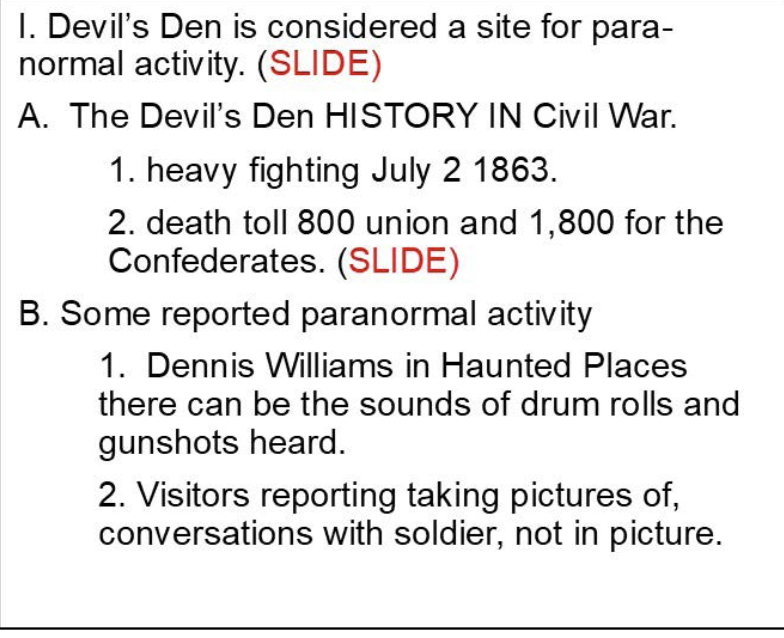 I. Devil's Den is considered a site for para-
normal activity. (SLIDE)
A. The Devil's Den HISTORY IN Civil War.
1. heavy fighting July 2 1863.
2. death toll 800 union and 1,800 for the
Confederates. (SLIDE)
B. Some reported paranormal activity
1. Dennis Williams in Haunted Places
there can be the sounds of drum rolls and
gunshots heard.
2. Visitors reporting taking pictures of,
conversations with soldier, not in picture.